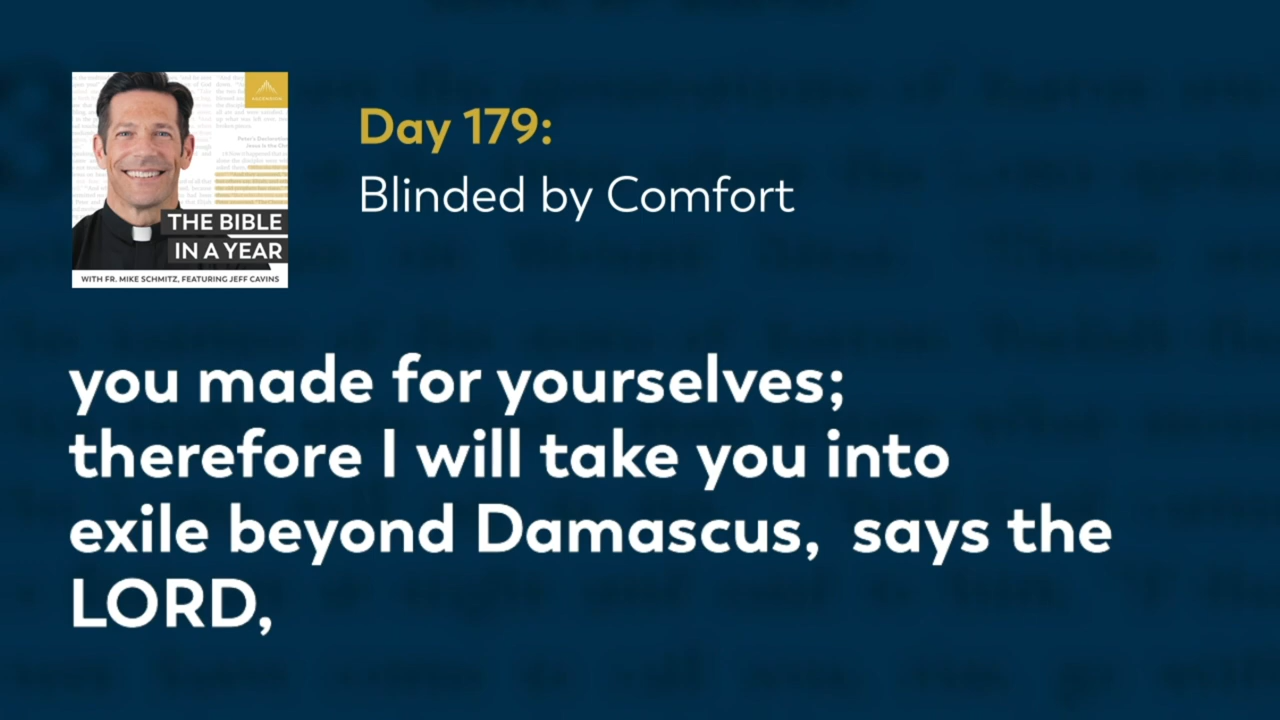 Day 179:
Blinded by Comfort
ASCENSION
THE BIBLE
IN A YEAR
WITH FR. MIKE SCHMITZ, FEATURING JEFF CAVINS
you made for yourselves;
therefore I will take you into
exile beyond Damascus,  says the
LORD,